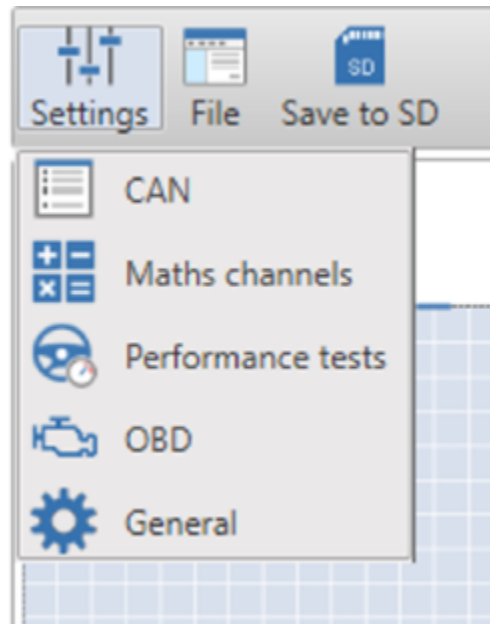 Settings File Save to SD
SD
CAN
Maths channels
Performance tests
OBD
General